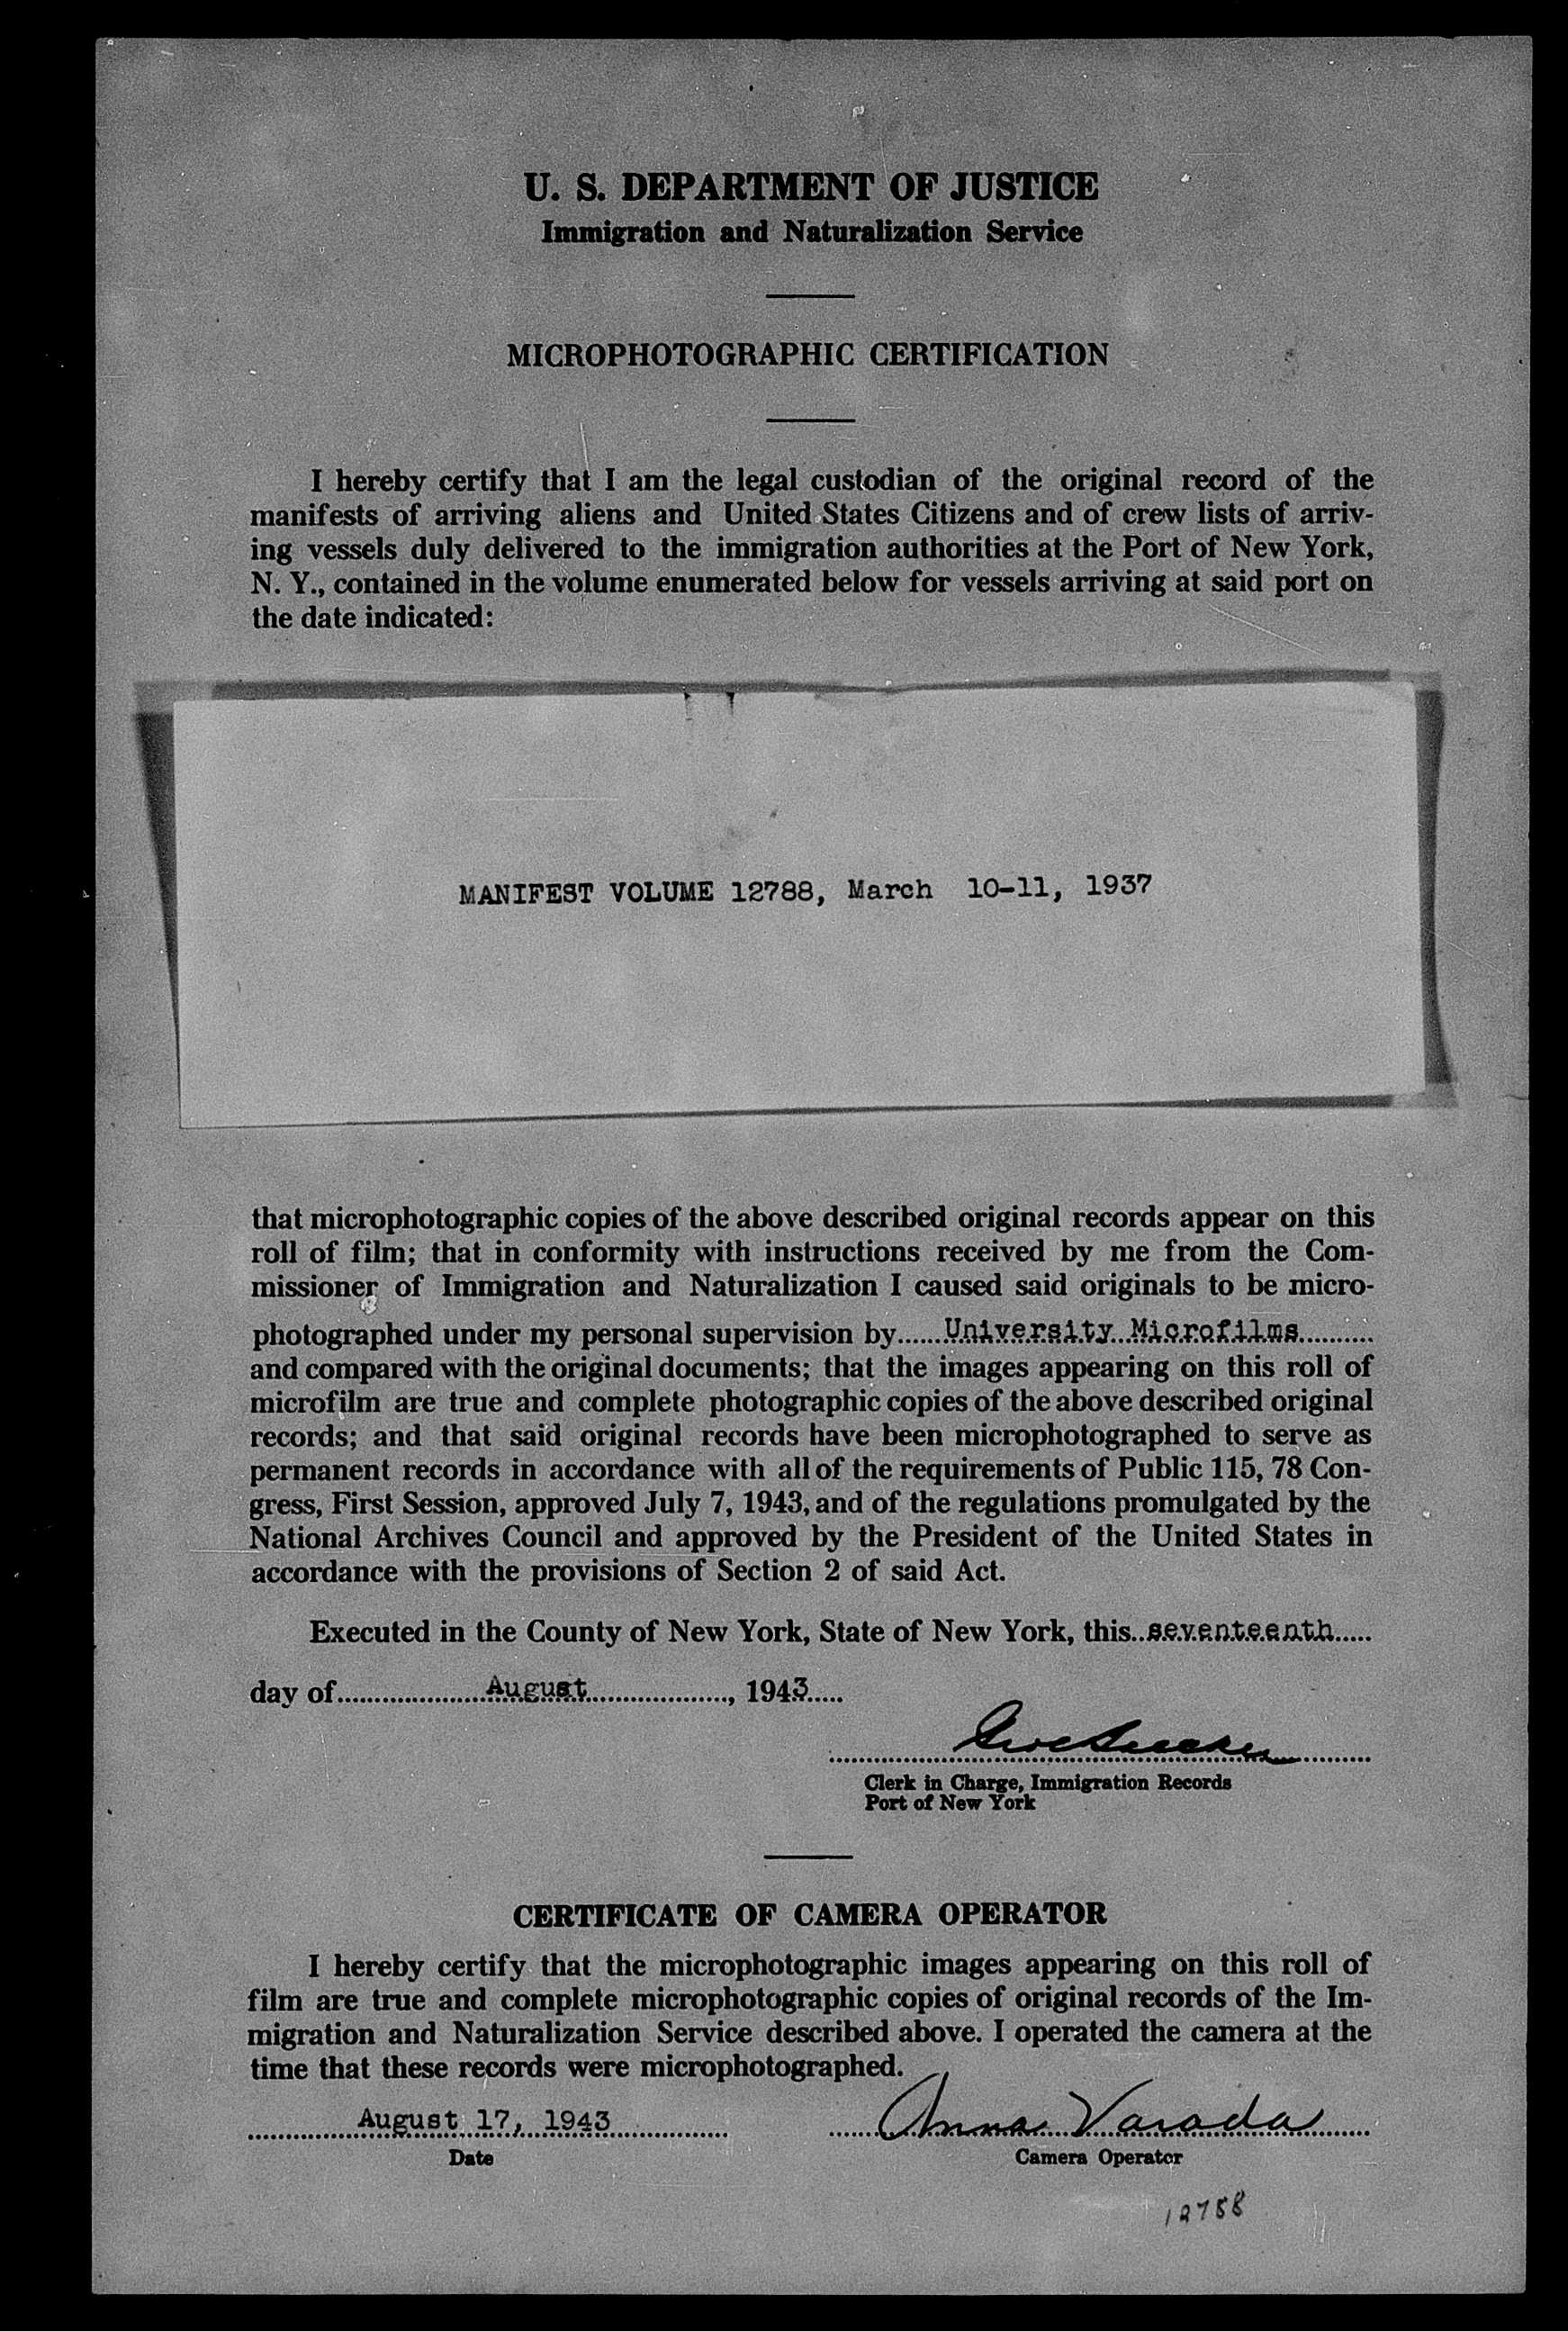 U. S. DEPARTMENT OF JUSTICE
Immigration and Naturalization Service
MICROPHOTOGRAPHIC CERTIFICATION
I hereby certify that I am the legal custodian of the original record of the
manifests of arriving aliens and United States Citizens and of crew lists of arriv-
ing vessels duly delivered to the immigration authorities at the Port of New York,
N. Y., contained in the volume enumerated below for vessels arriving at said port on
the date indicated:
MANIFEST VOLUME 12788, March 10-11, 1937
that microphotographic copies of the above described original records appear on this
roll of film; that in conformity with instructions received by me from the Com-
missioner of Immigration and Naturalization I caused said originals to be micro-
photographed under my personal supervision by......University Microfilms..........
and compared with the original documents; that the images appearing on this roll of
microfilm are true and complete photographic copies of the above described original
records; and that said original records have been microphotographed to serve as
permanent records in accordance with all of the requirements of Public 115, 78 Con-
gress, First Session, approved July 7, 1943, and of the regulations promulgated by the
National Archives Council and approved by the President of the United States in
accordance with the provisions of Section 2 of said Act.
Executed in the County of New York, State of New York, this..seventeenth.....
day of........................August........................, 1943.....
Clerk in Charge, Immigration Records
Port of New York
CERTIFICATE OF CAMERA OPERATOR
I hereby certify that the microphotographic images appearing on this roll of
film are true and complete microphotographic copies of original records of the Im-
migration and Naturalization Service described above. I operated the camera at the
time that these records were microphotographed.
August 17, 1943 Anna Varada
Date Camera Operator
12788